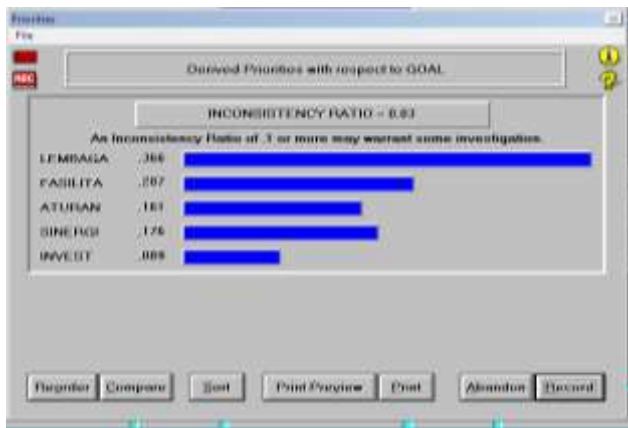 Priorities
File
REC
Derived Priorities with respect to GOAL
INCONSISTENCY RATIO = 0.03
An Inconsistency Ratio of .1 or more may warrant some investigation.
LEMBAGA
FASILITA .207
ATURAN .161
SINERGI .176
INVEST
Reorder Compare Sort Print Preview Print Abandon Record